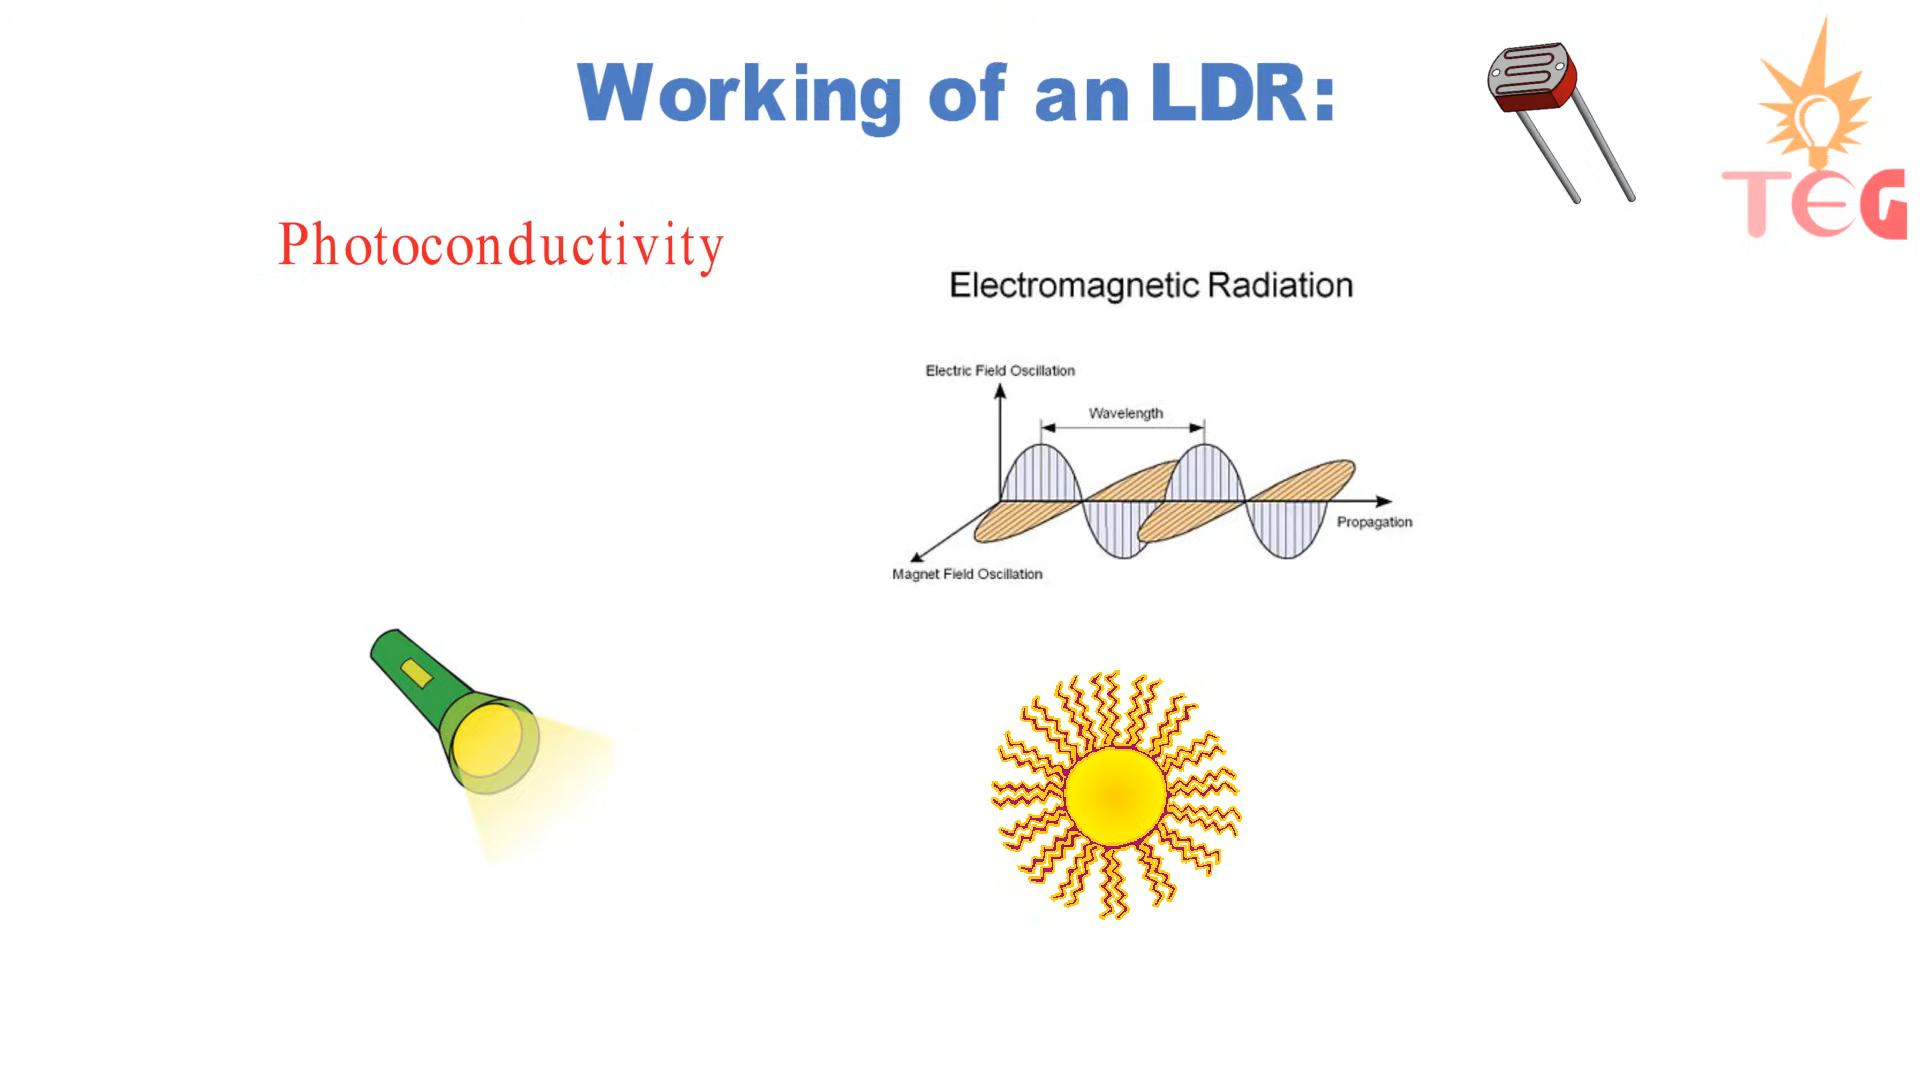 Working of an LDR:
TEG
Photoconductivity
Electromagnetic Radiation
Electric Field Oscillation
Wavelength
Propagation
Magnet Field Oscillation